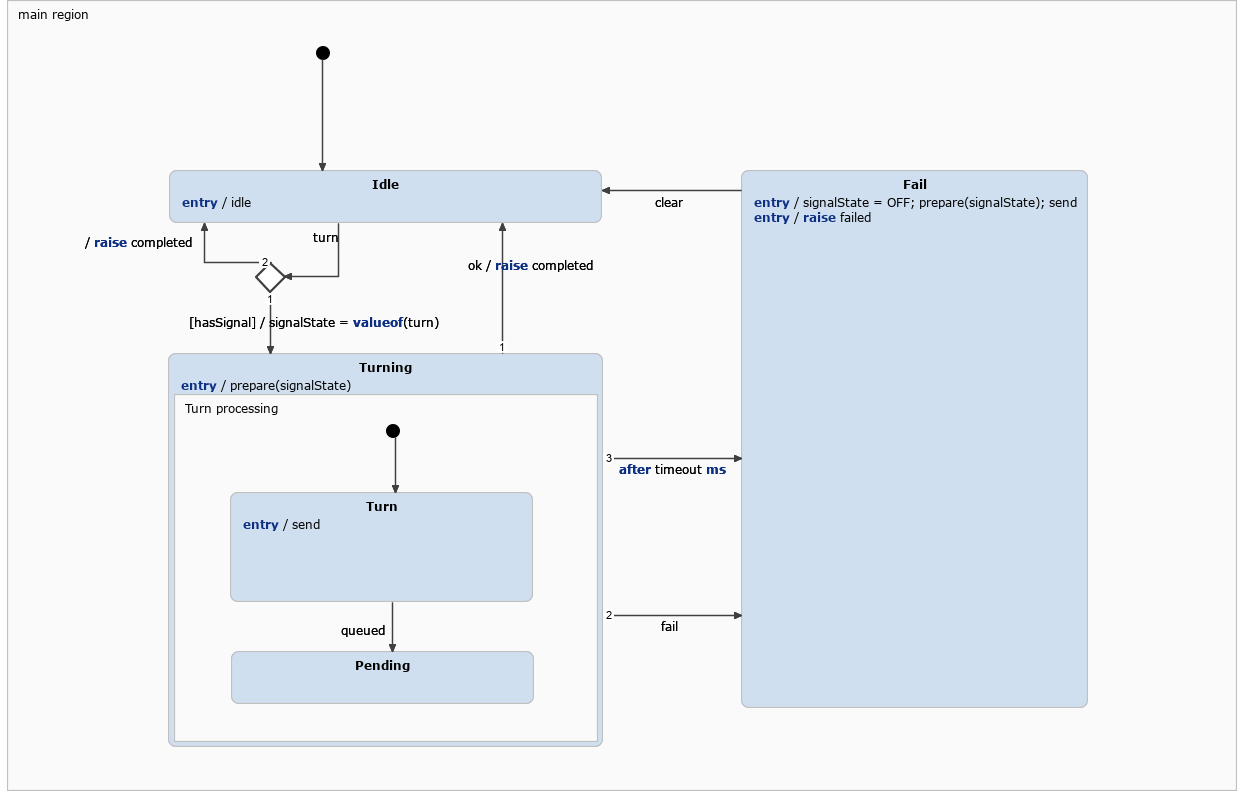 main region
Idle
entry / idle
Fail
entry / signalState = OFF; prepare(signalState); send
entry / raise failed
clear
/ raise completed
turn
2
ok / raise completed
1
[hasSignal] / signalState = valueof(turn)
1
Turning
entry / prepare(signalState)
Turn processing
3
after timeout ms
Turn
entry / send
2
fail
queued
Pending